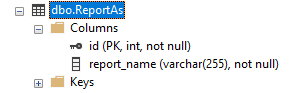 dbo.ReportAs
Columns
id (PK, int, not null)
report_name (varchar(255), not null)
Keys